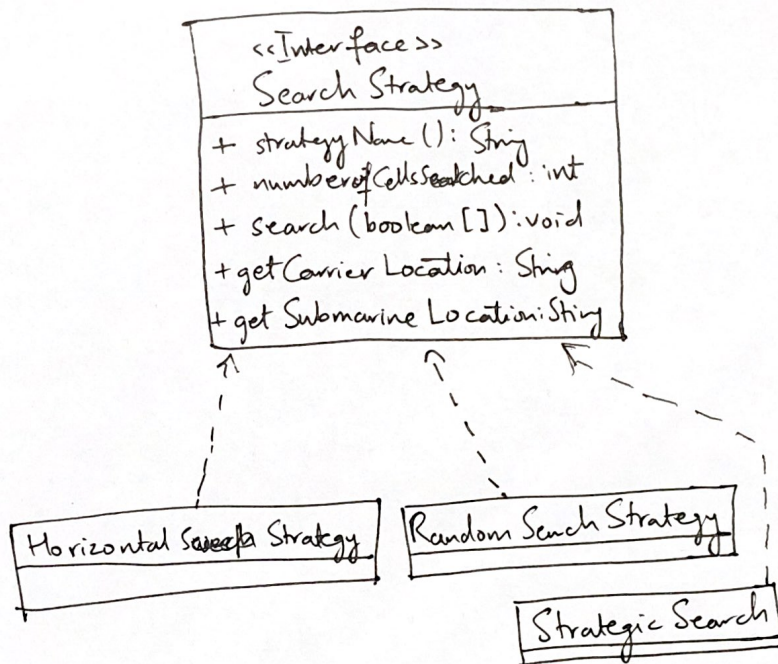 <<Interface>>
Search Strategy
+ strategyName(): String
+ numberofCellsSearched: int
+ search(boolean[]): void
+ getCarrier Location: String
+ get Submarine Location: String
Horizontal Sweep Strategy
Random Search Strategy
Strategic Search